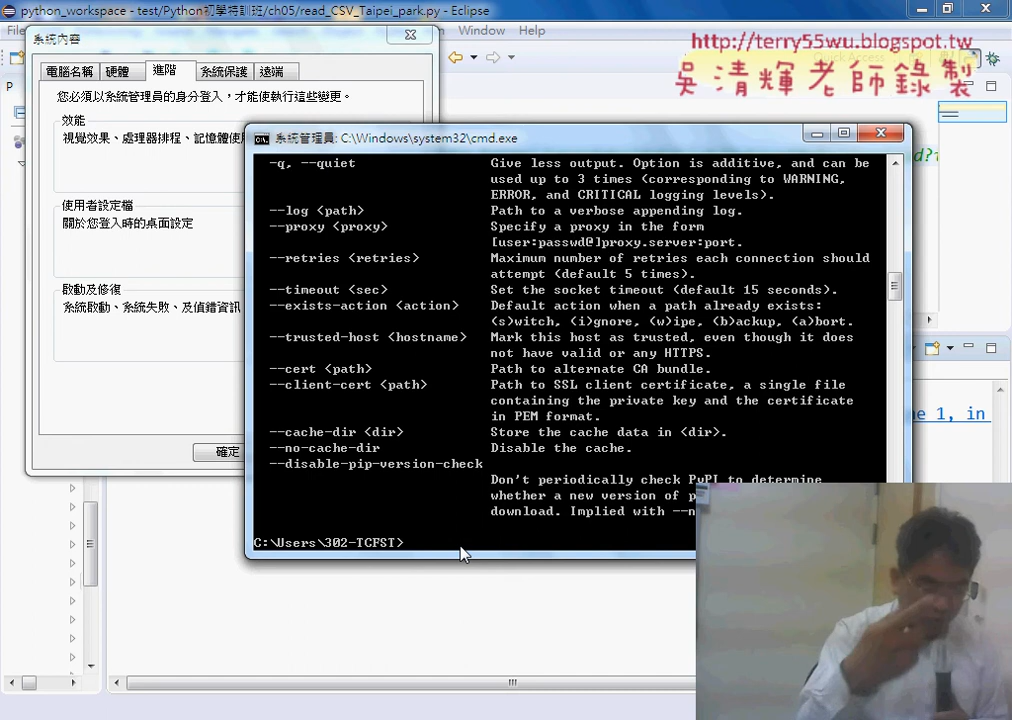 python_workspace - test/Python初學特訓班/ch05/read_CSV_Taipei_park.py - Eclipse
File
Window Help
http://terry55wu.blogspot.tw
Quick Access
吳清輝老師錄製
系統內容
電腦名稱 硬體 進階 系統保護 遠端
您必須以系統管理員的身分登入，才能使執行這些變更。
效能
視覺效果、處理器排程、記憶體使用
使用者設定檔
關於您登入時的桌面設定
啟動及修復
系統啟動、系統失敗、及偵錯資訊
確定
P
系統管理員: C:\Windows\system32\cmd.exe
-q, --quiet Give less output. Option is additive, and can be
used up to 3 times (corresponding to WARNING,
ERROR, and CRITICAL logging levels).
--log <path> Path to a verbose appending log.
--proxy <proxy> Specify a proxy in the form
[user:passwd@]proxy.server:port.
--retries <retries> Maximum number of retries each connection should
attempt (default 5 times).
--timeout <sec> Set the socket timeout (default 15 seconds).
--exists-action <action> Default action when a path already exists:
(s)witch, (i)gnore, (w)ipe, (b)ackup, (a)bort.
--trusted-host <hostname> Mark this host as trusted, even though it does
not have valid or any HTTPS.
--cert <path> Path to alternate CA bundle.
--client-cert <path> Path to SSL client certificate, a single file
containing the private key and the certificate
in PEM format.
--cache-dir <dir> Store the cache data in <dir>.
--no-cache-dir Disable the cache.
--disable-pip-version-check
Don't periodically check PyPI to determine
whether a new version of p
download. Implied with --n
C:\Users\302-TCFST>
d?
e 1, in